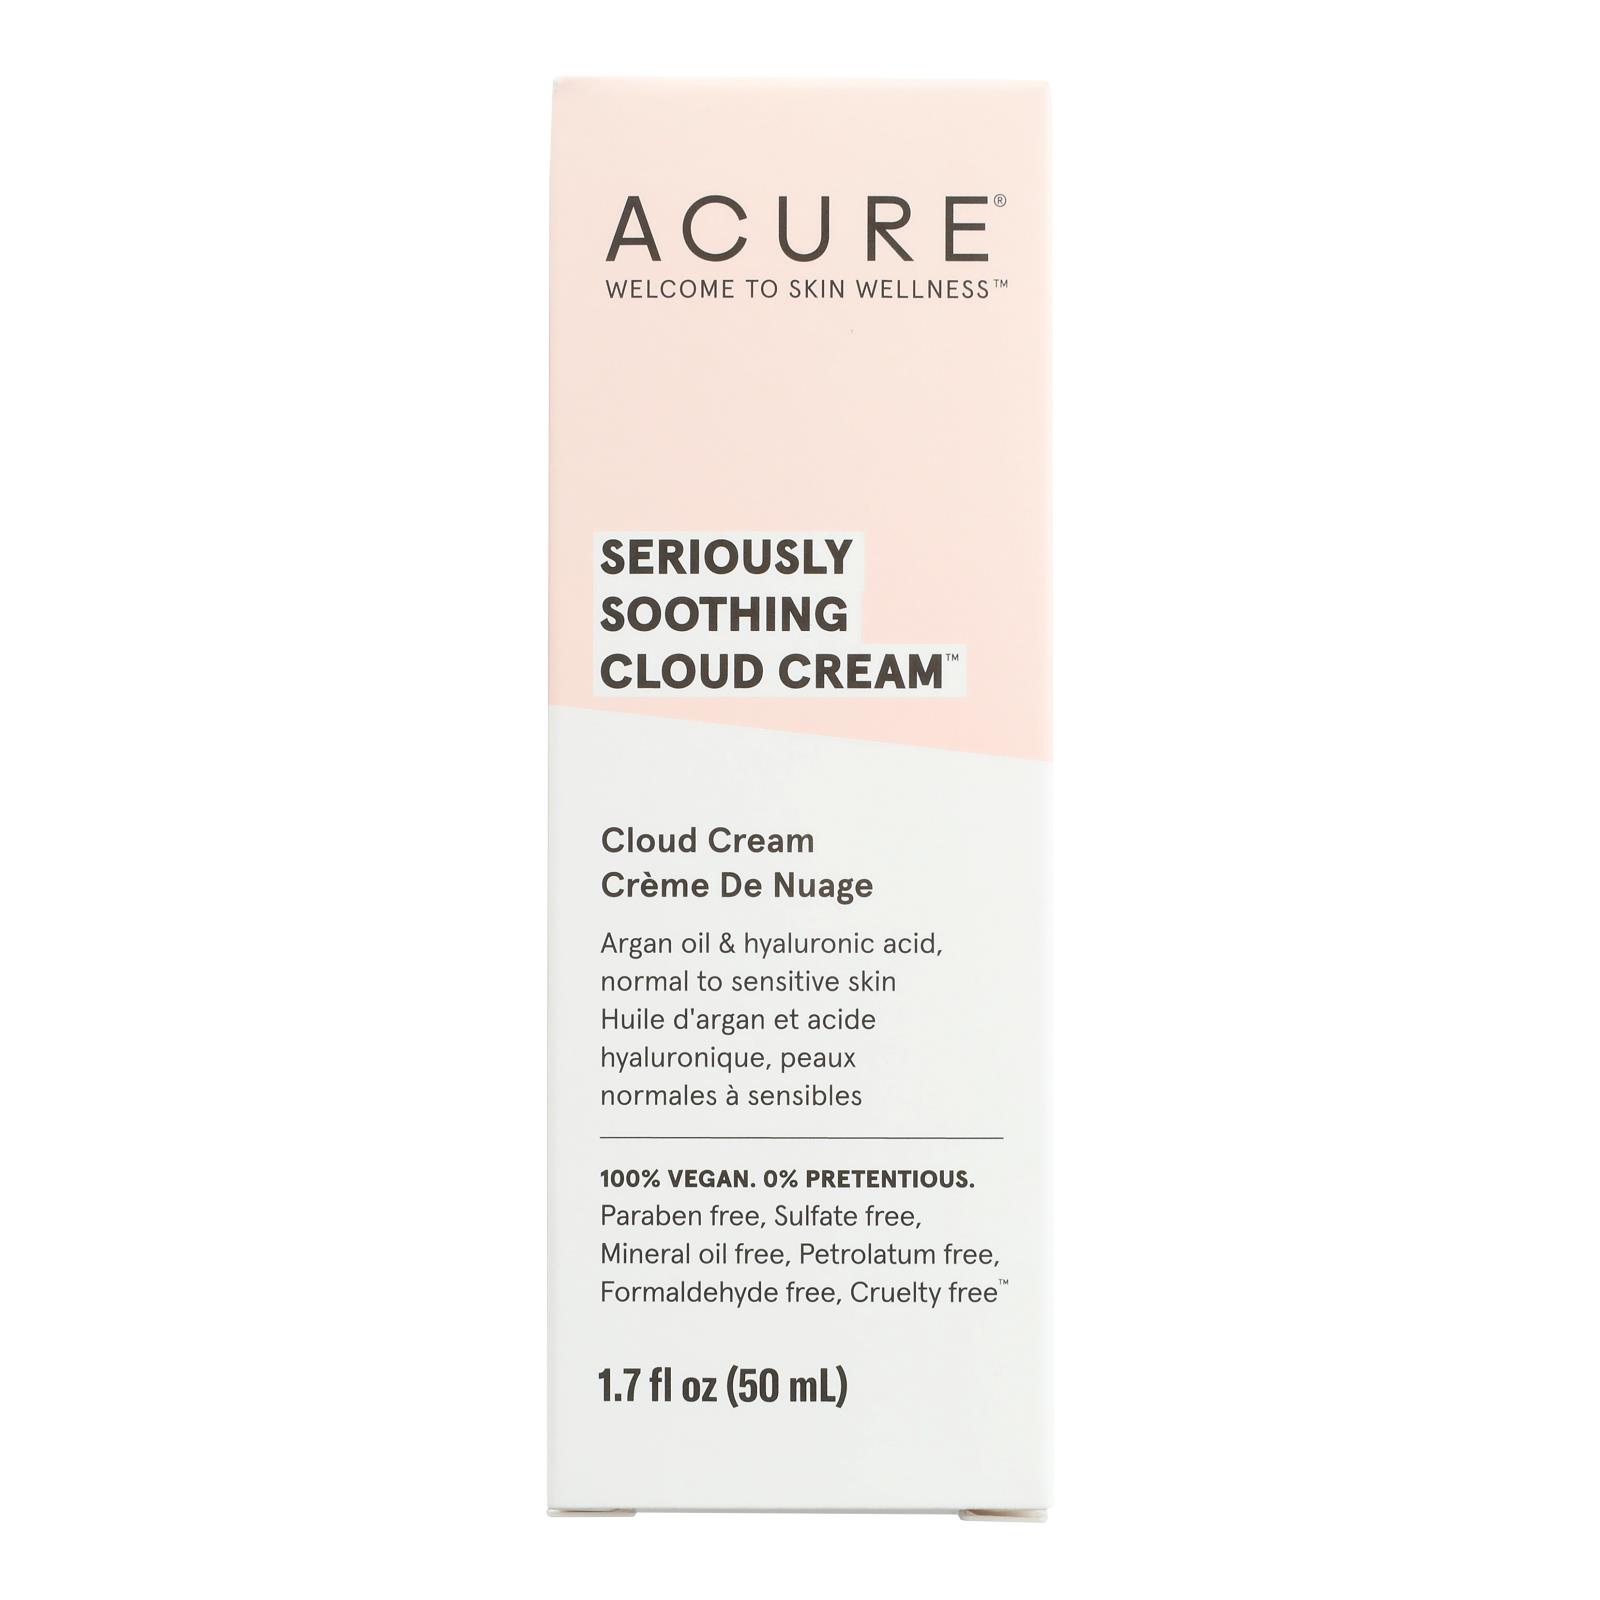 ACURE®
WELCOME TO SKIN WELLNESS™
SERIOUSLY
SOOTHING
CLOUD CREAM™
Cloud Cream
Crème De Nuage
Argan oil & hyaluronic acid,
normal to sensitive skin
Huile d'argan et acide
hyaluronique, peaux
normales à sensibles
100% VEGAN. 0% PRETENTIOUS.
Paraben free, Sulfate free,
Mineral oil free, Petrolatum free,
Formaldehyde free, Cruelty free™
1.7 fl oz (50 mL)